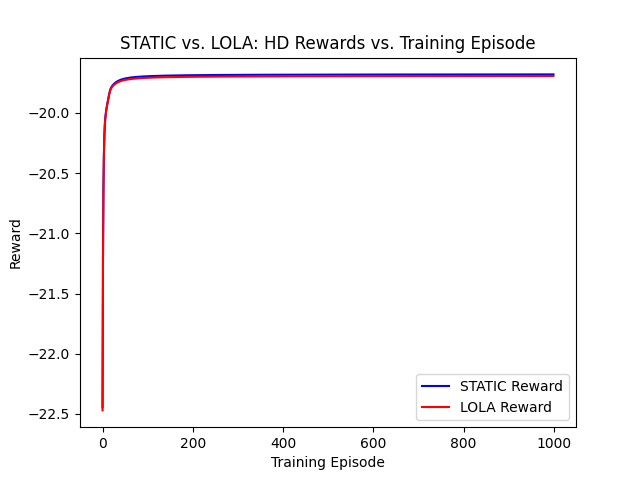 STATIC vs. LOLA: HD Rewards vs. Training Episode
Reward
−20.0
−20.5
−21.0
−21.5
−22.0
−22.5
STATIC Reward
LOLA Reward
0 200 400 600 800 1000
Training Episode